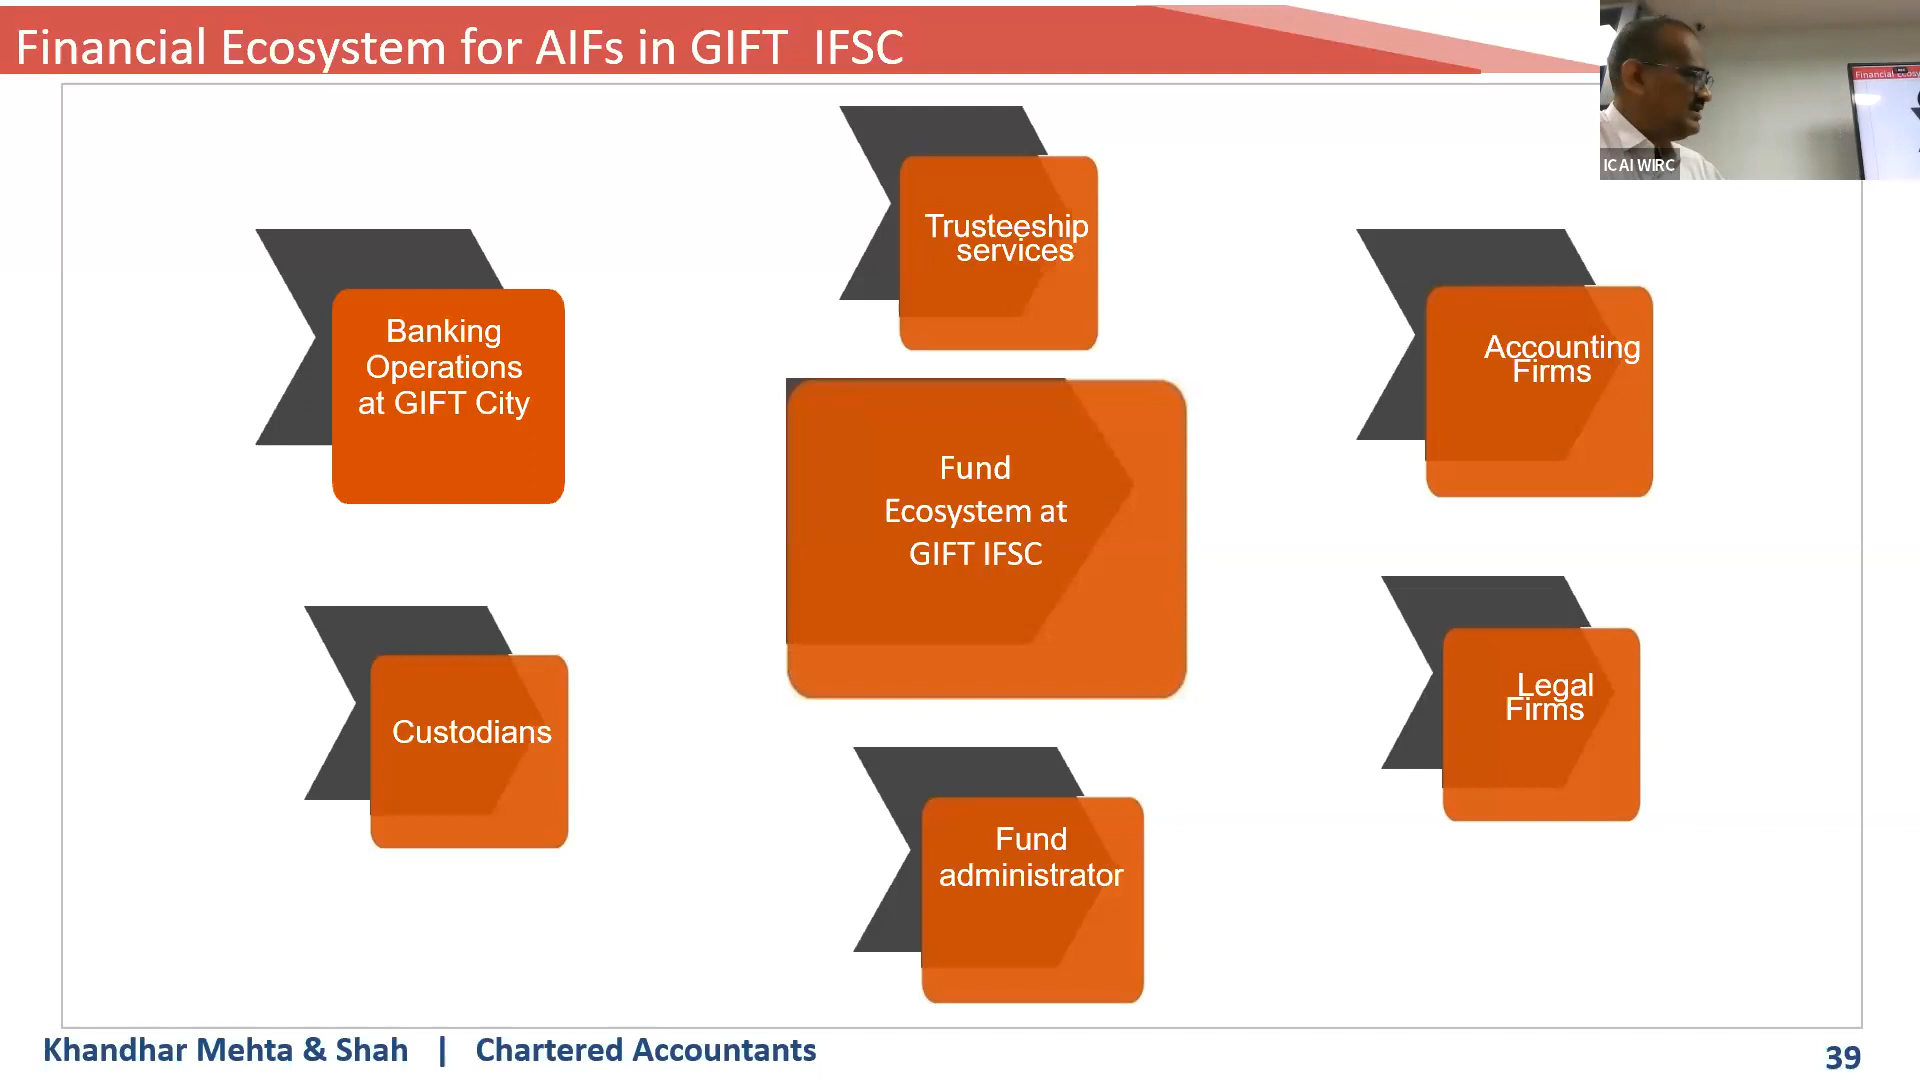 Financial Ecosystem for AIFs in GIFT IFSC
ICAI WIRC
Trusteeship
services
Banking
Operations
at GIFT City
Accounting
Firms
Fund
Ecosystem at
GIFT IFSC
Custodians
Legal
Firms
Fund
administrator
Khandhar Mehta & Shah | Chartered Accountants
39